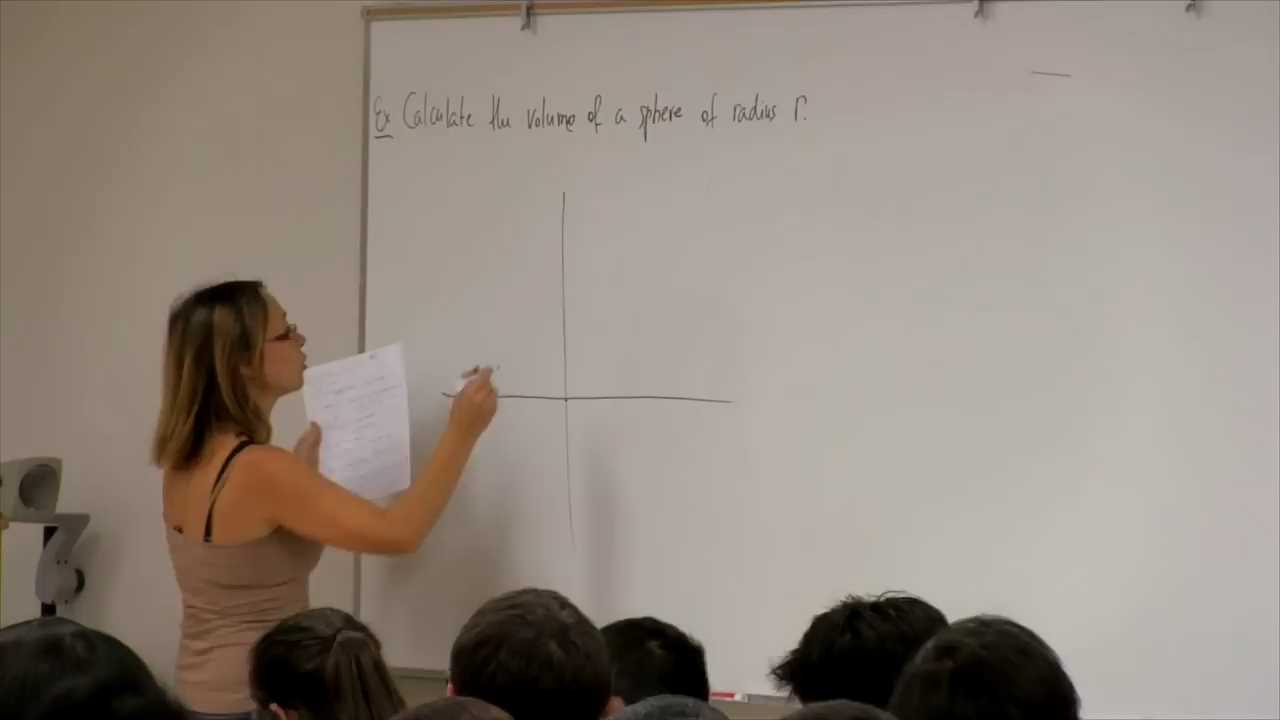 Ex Calculate the volume of a sphere of radius r.